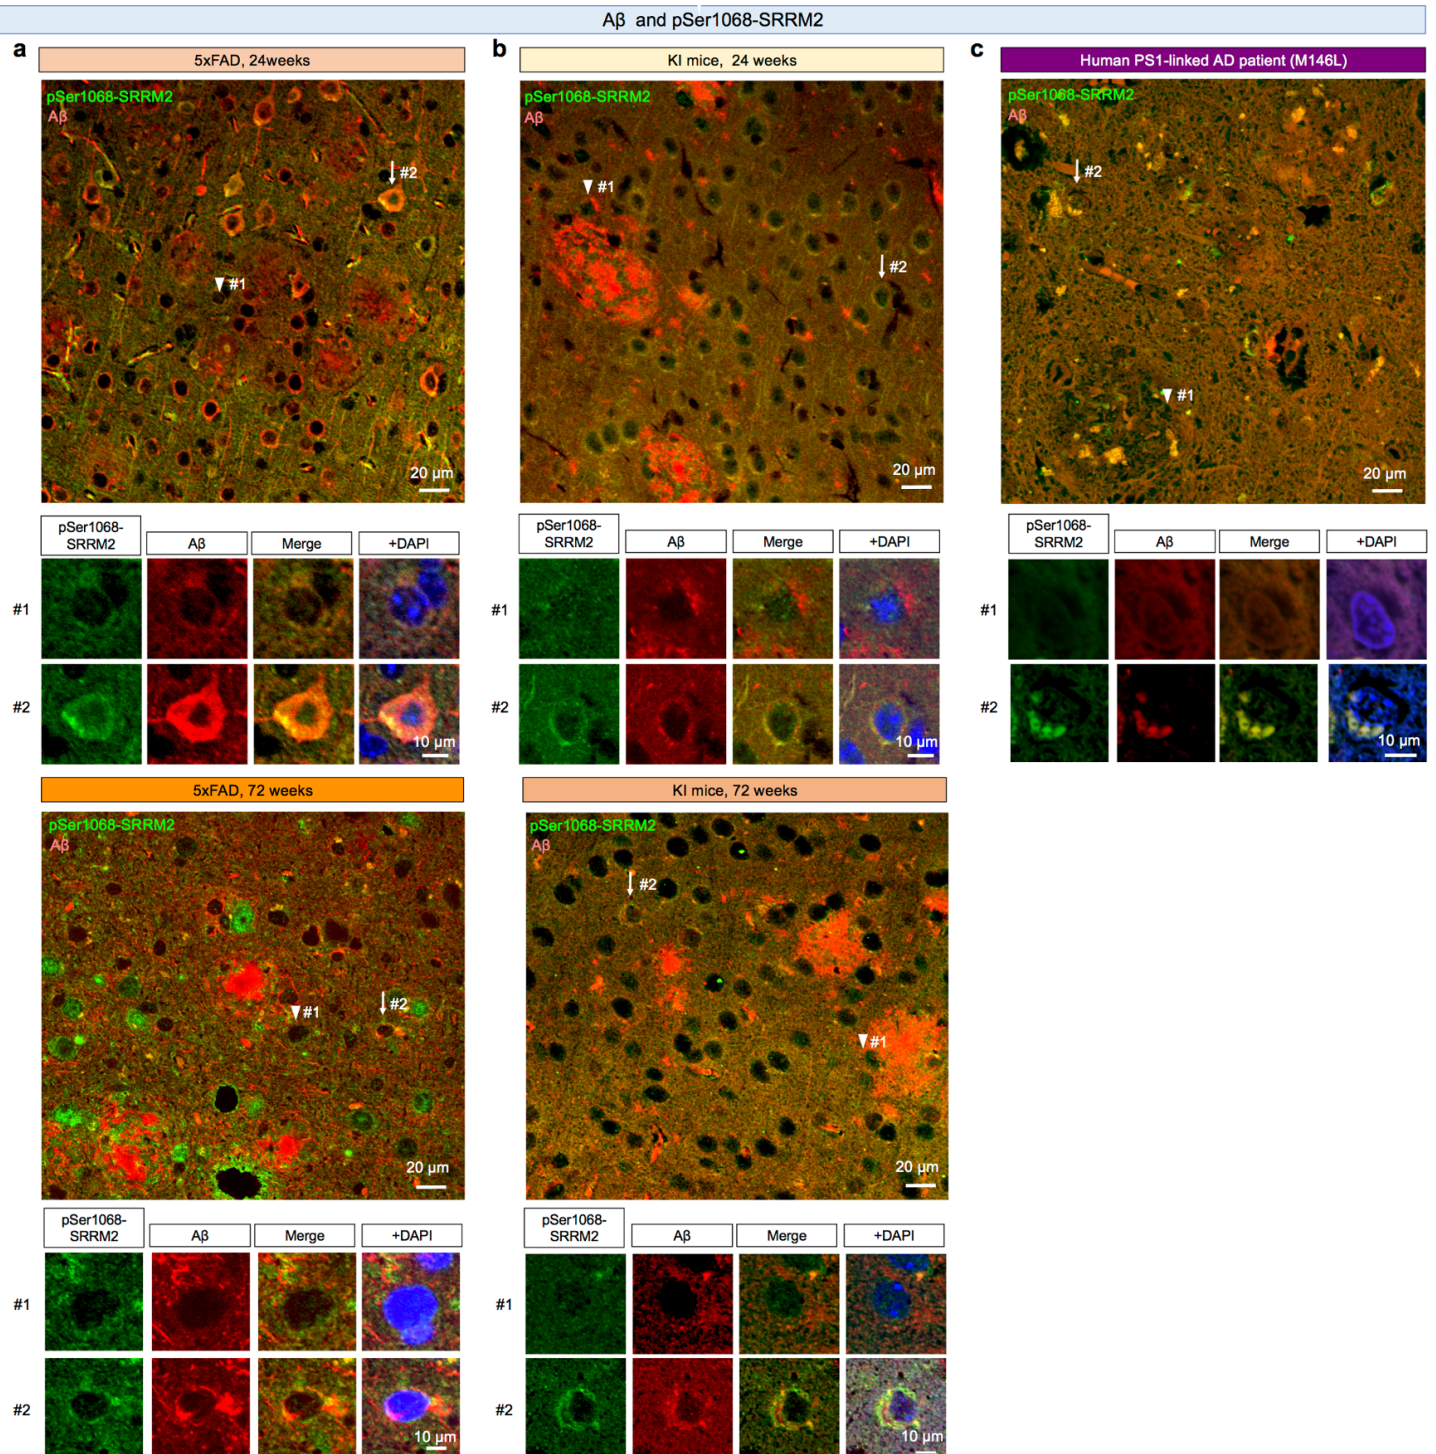 Aβ and pSer1068-SRRM2
a
5xFAD, 24weeks
pSer1068-SRRM2
Aβ
#2
#1
20 μm
pSer1068-
SRRM2
Aβ
Merge
+DAPI
#1
#2
10 μm
5xFAD, 72 weeks
pSer1068-SRRM2
Aβ
#1
#2
20 μm
pSer1068-
SRRM2
Aβ
Merge
+DAPI
#1
#2
10 μm
b
KI mice, 24 weeks
pSer1068-SRRM2
Aβ
#1
#2
20 μm
pSer1068-
SRRM2
Aβ
Merge
+DAPI
#1
#2
10 μm
KI mice, 72 weeks
pSer1068-SRRM2
Aβ
#2
#1
20 μm
pSer1068-
SRRM2
Aβ
Merge
+DAPI
#1
#2
10 μm
c
Human PS1-linked AD patient (M146L)
pSer1068-SRRM2
Aβ
#2
#1
20 μm
pSer1068-
SRRM2
Aβ
Merge
+DAPI
#1
#2
10 μm